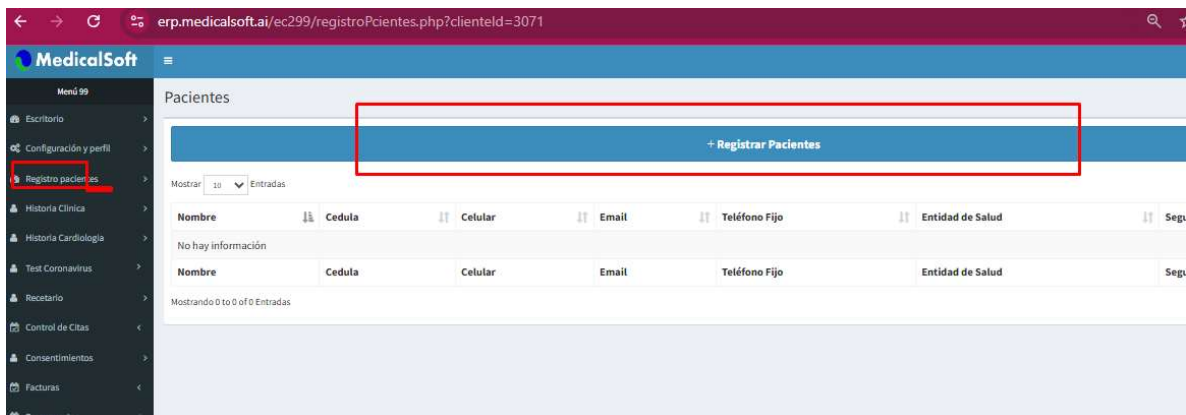 erp.medicalsoft.ai/ec299/registroPcientes.php?clienteId=3071
MedicalSoft
Menú 99
Escritorio
Configuración y perfil
Registro pacientes
Historia Clinica
Historia Cardiologia
Test Coronavirus
Recetario
Control de Citas
Consentimientos
Facturas
Pacientes
+ Registrar Pacientes
Mostrar 10 Entradas
Nombre Cedula Celular Email Teléfono Fijo Entidad de Salud Segu
No hay información
Nombre Cedula Celular Email Teléfono Fijo Entidad de Salud Segu
Mostrando 0 to 0 of 0 Entradas